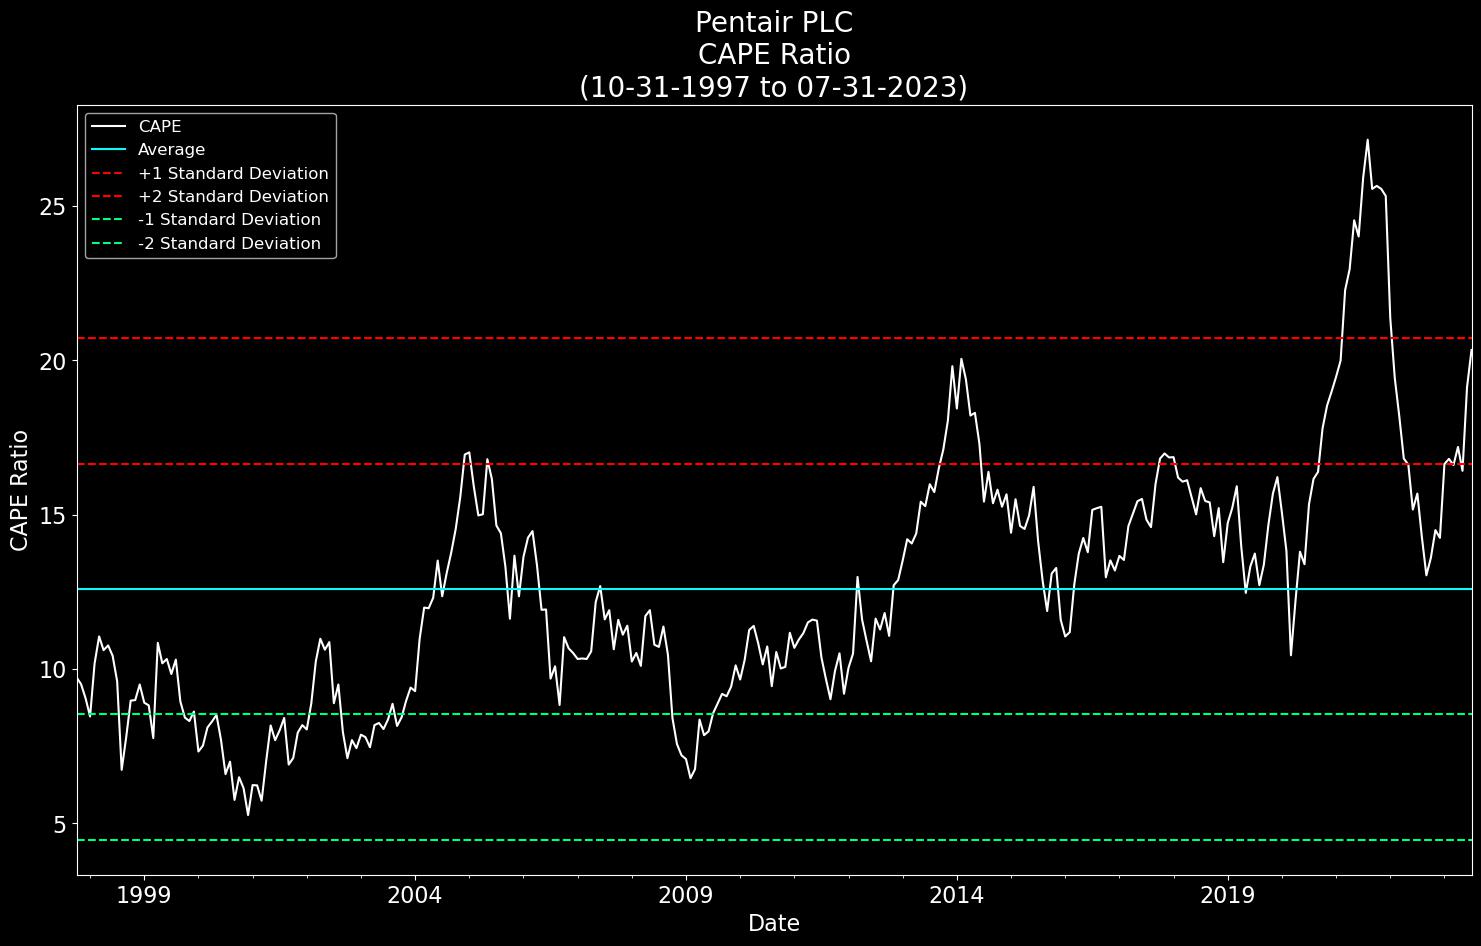 Pentair PLC
CAPE Ratio
(10-31-1997 to 07-31-2023)
CAPE
Average
+1 Standard Deviation
+2 Standard Deviation
-1 Standard Deviation
-2 Standard Deviation
25
20
15
10
5
CAPE Ratio
1999 2004 2009 2014 2019
Date